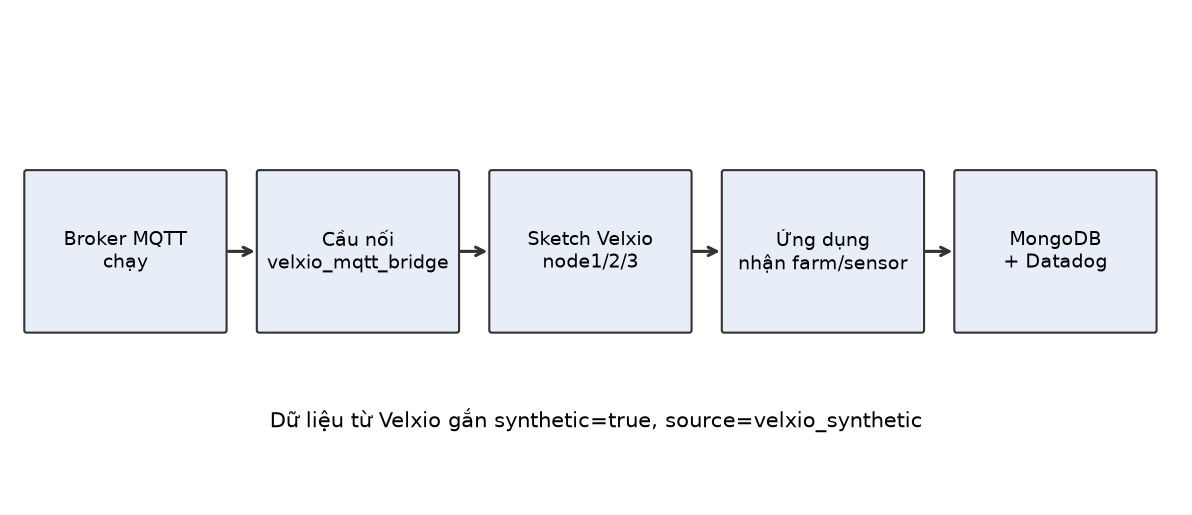 Broker MQTT
chạy
Cầu nối
velxio_mqtt_bridge
Sketch Velxio
node1/2/3
Ứng dụng
nhận farm/sensor
MongoDB
+ Datadog
Dữ liệu từ Velxio gắn synthetic=true, source=velxio_synthetic